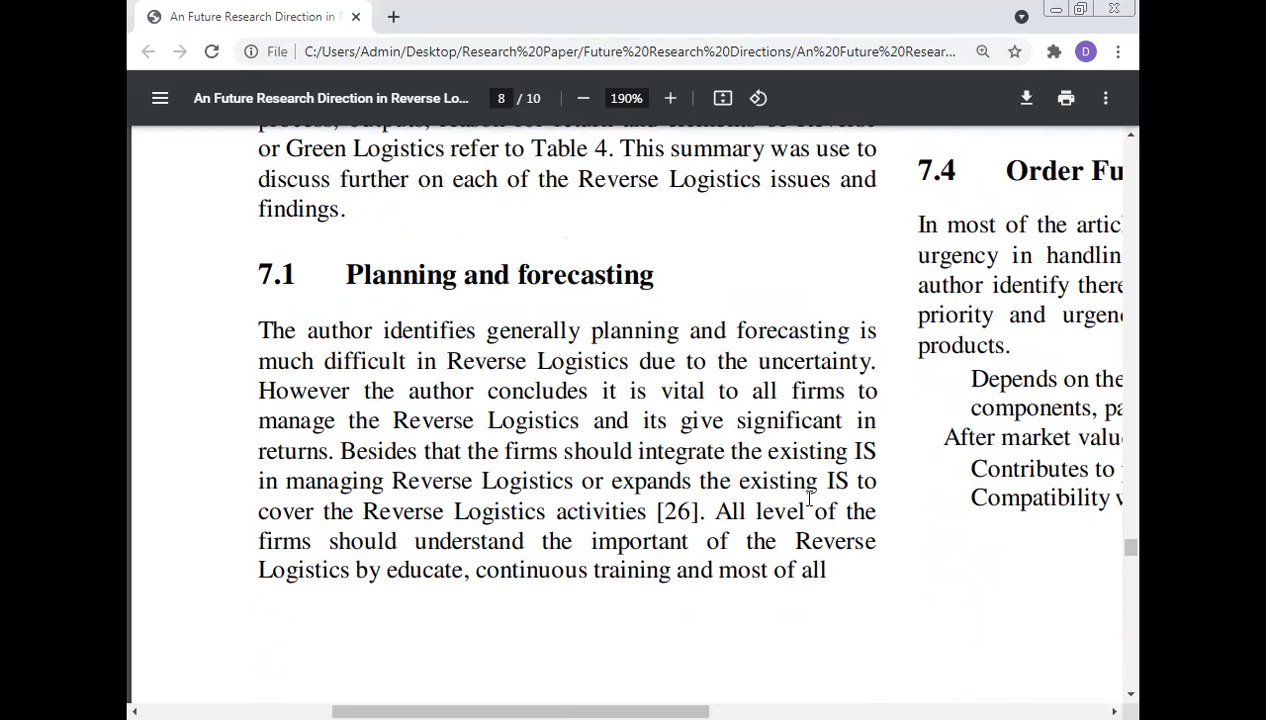 An Future Research Direction in
File C:/Users/Admin/Desktop/Research%20Paper/Future%20Research%20Directions/An%20Future%20Resear...
D
An Future Research Direction in Reverse Lo...
8 / 10
190%
or Green Logistics refer to Table 4. This summary was use to
discuss further on each of the Reverse Logistics issues and
findings.
7.1 Planning and forecasting
The author identifies generally planning and forecasting is
much difficult in Reverse Logistics due to the uncertainty.
However the author concludes it is vital to all firms to
manage the Reverse Logistics and its give significant in
returns. Besides that the firms should integrate the existing IS
in managing Reverse Logistics or expands the existing IS to
cover the Reverse Logistics activities [26]. All level of the
firms should understand the important of the Reverse
Logistics by educate, continuous training and most of all
7.4 Order Fu
In most of the artic
urgency in handlin
author identify there
priority and urgenc
products.
Depends on the
components, pa
After market valu
Contributes to
Compatibility